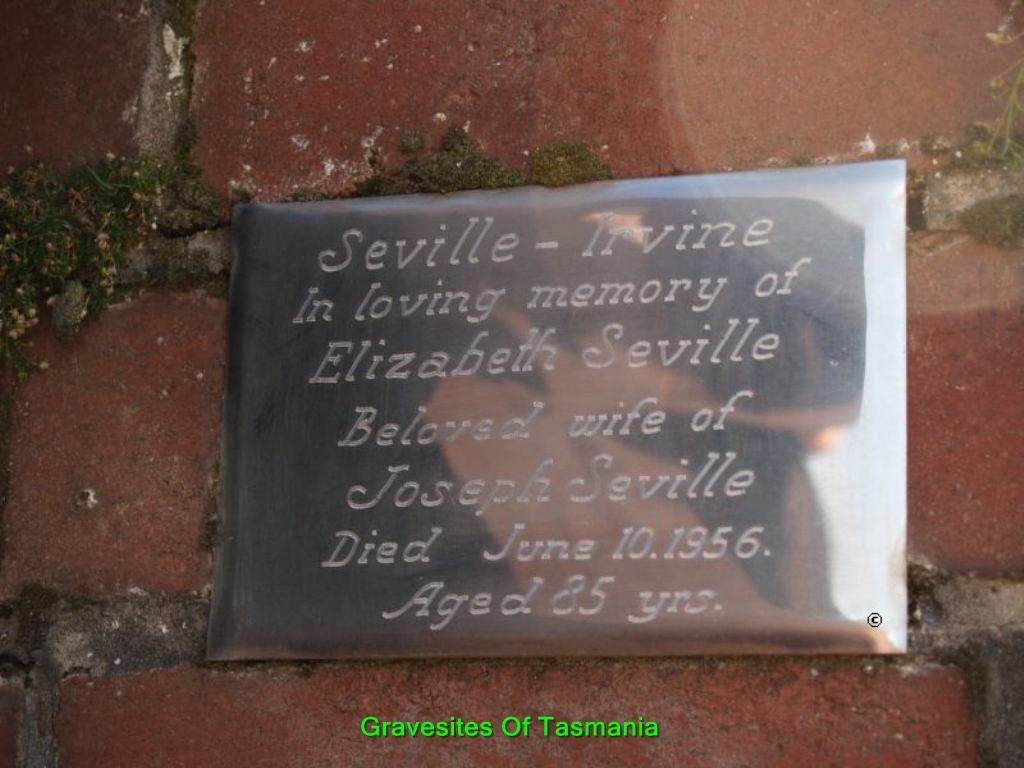 Seville - Irvine
In loving memory of
Elizabeth Seville
Beloved wife of
Joseph Seville
Died June 10.1956.
Aged 85 yrs.
©
Gravesites Of Tasmania